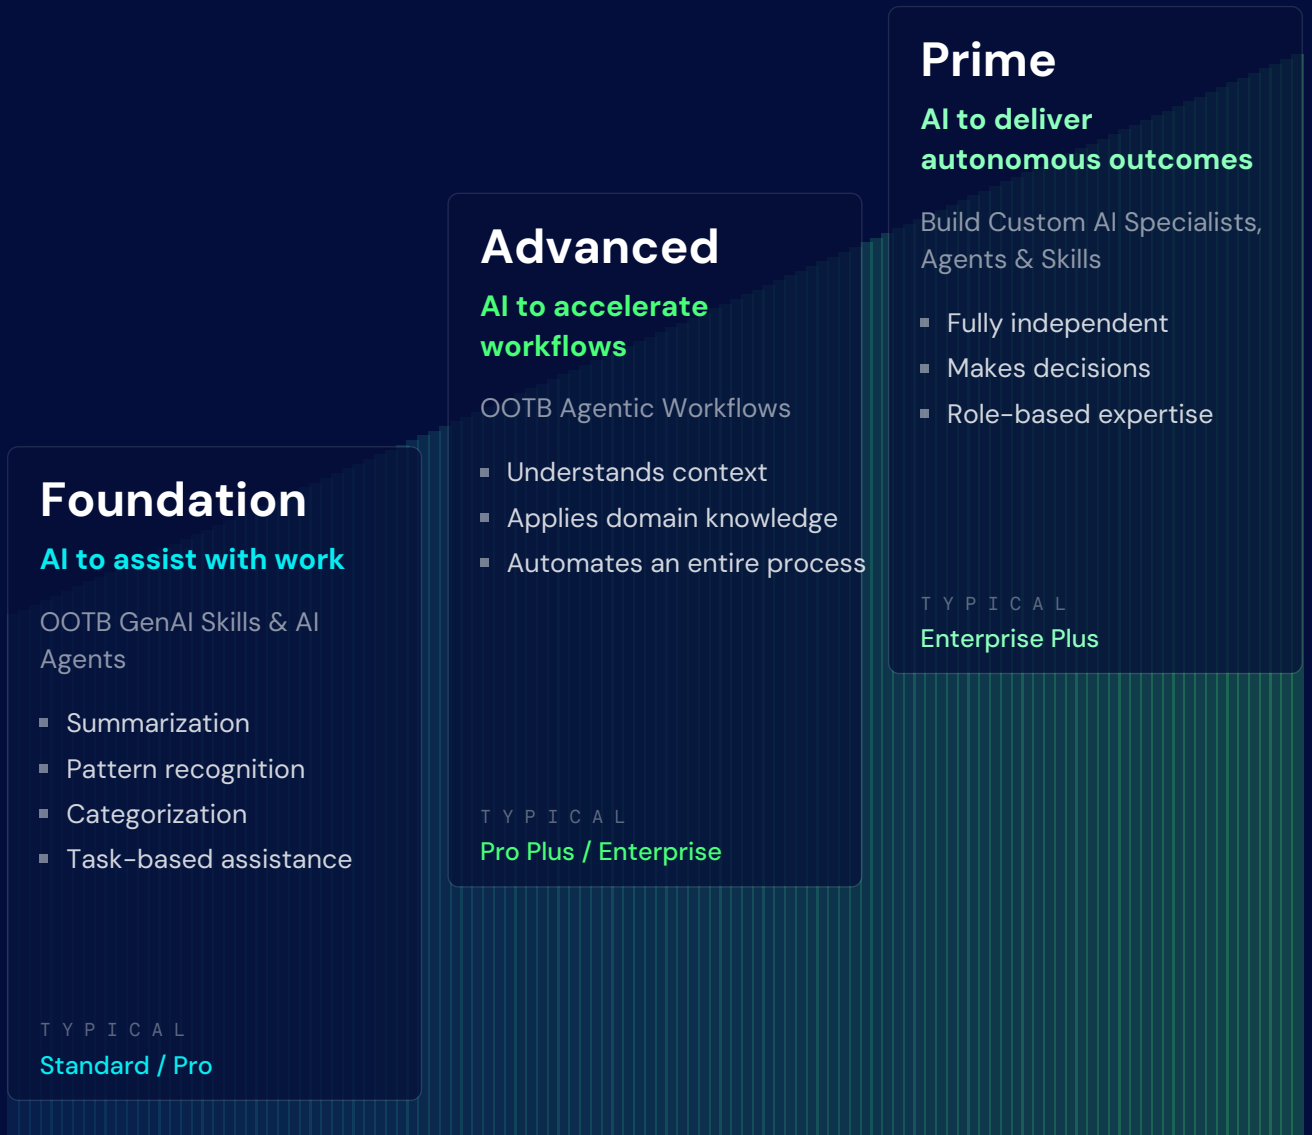 Foundation
AI to assist with work
OOTB GenAI Skills & AI
Agents
Summarization
Pattern recognition
Categorization
Task-based assistance
TYPICAL
Standard / Pro
Advanced
AI to accelerate
workflows
OOTB Agentic Workflows
Understands context
Applies domain knowledge
Automates an entire process
TYPICAL
Pro Plus / Enterprise
Prime
AI to deliver
autonomous outcomes
Build Custom AI Specialists,
Agents & Skills
Fully independent
Makes decisions
Role-based expertise
TYPICAL
Enterprise Plus